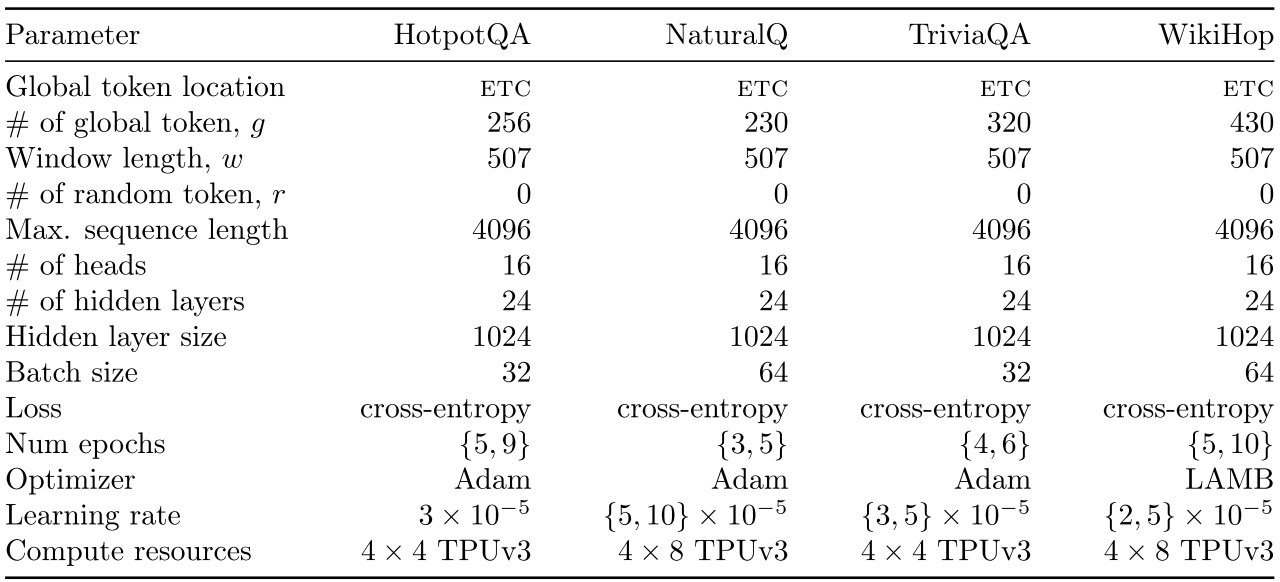 Parameter HotpotQA NaturalQ TriviaQA WikiHop
Global token location ETC ETC ETC ETC
# of global token, g 256 230 320 430
Window length, w 507 507 507 507
# of random token, r 0 0 0 0
Max. sequence length 4096 4096 4096 4096
# of heads 16 16 16 16
# of hidden layers 24 24 24 24
Hidden layer size 1024 1024 1024 1024
Batch size 32 64 32 64
Loss cross-entropy cross-entropy cross-entropy cross-entropy
Num epochs {5, 9} {3, 5} {4, 6} {5, 10}
Optimizer Adam Adam Adam LAMB
Learning rate 3 × 10⁻⁵ {5, 10} × 10⁻⁵ {3, 5} × 10⁻⁵ {2, 5} × 10⁻⁵
Compute resources 4 × 4 TPUv3 4 × 8 TPUv3 4 × 4 TPUv3 4 × 8 TPUv3